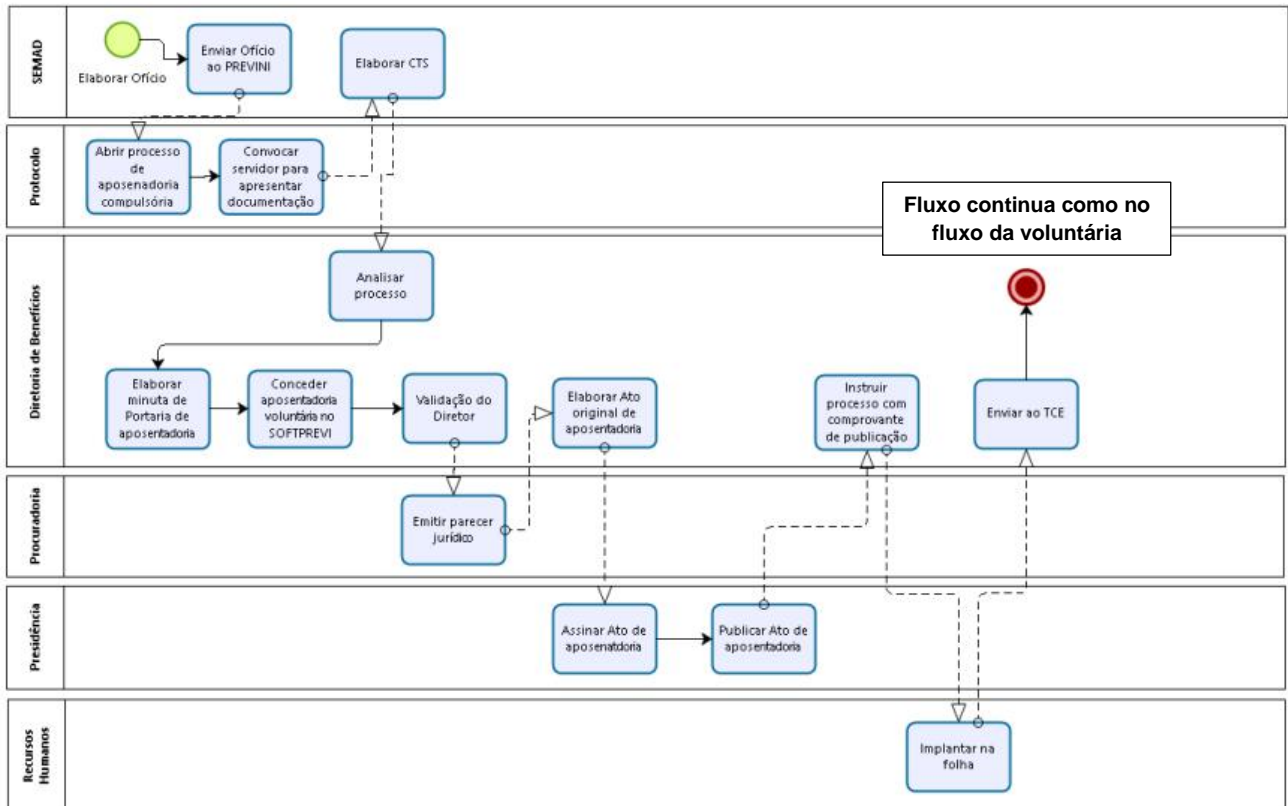 SEMAD
Elaborar Ofício
Enviar Ofício
ao PREVINI
Elaborar CTS
Protocolo
Abrir processo
de
aposenadoria
compulsória
Convocar
servidor para
apresentar
documentação
Fluxo continua como no
fluxo da voluntária
Diretoria de Benefícios
Analisar
processo
Elaborar
minuta de
Portaria de
aposentadoria
Conceder
aposentadoria
voluntária no
SOFTPREVI
Validação do
Diretor
Elaborar Ato
original de
aposentadoria
Instruir
processo com
comprovante
de publicação
Enviar ao TCE
Procuradoria
Emitir parecer
jurídico
Presidência
Assinar Ato de
aposenatdoria
Publicar Ato de
aposentadoria
Recursos
Humanos
Implantar na
folha